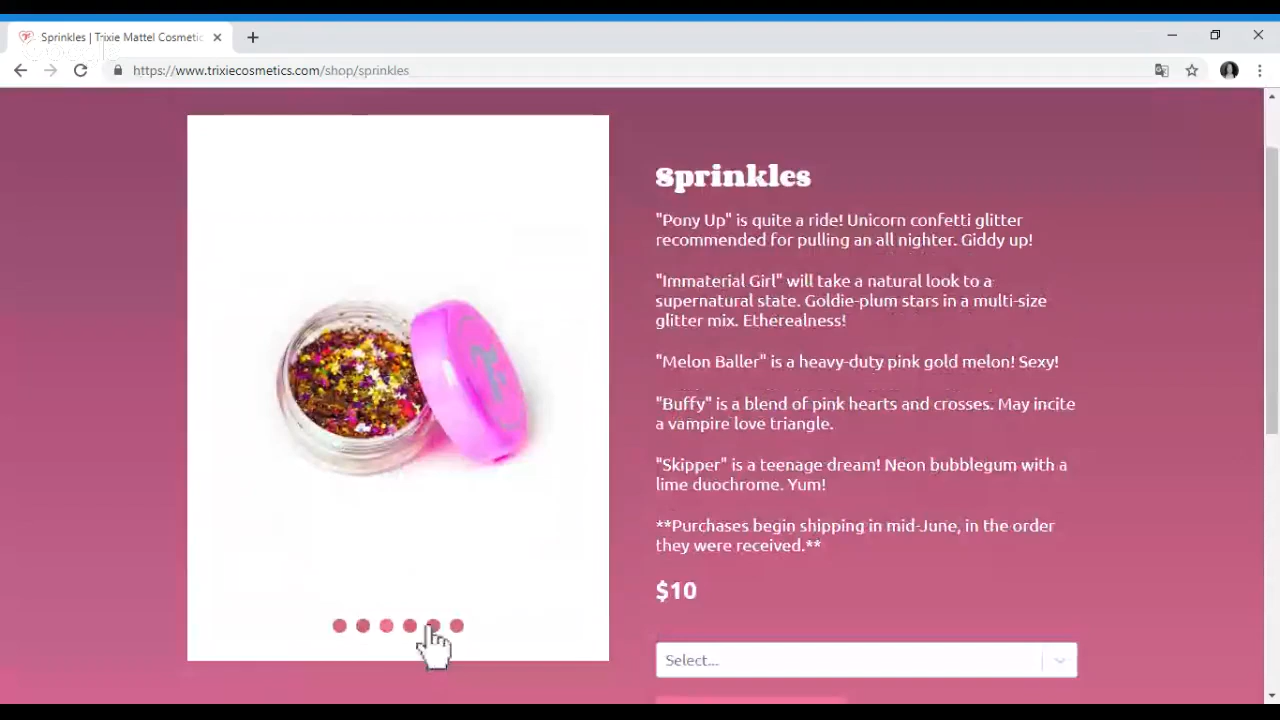 Sprinkles | Trixie Mattel Cosmetic
https://www.trixiecosmetics.com/shop/sprinkles
Sprinkles
"Pony Up" is quite a ride! Unicorn confetti glitter
recommended for pulling an all nighter. Giddy up!
"Immaterial Girl" will take a natural look to a
supernatural state. Goldie-plum stars in a multi-size
glitter mix. Etherealness!
"Melon Baller" is a heavy-duty pink gold melon! Sexy!
"Buffy" is a blend of pink hearts and crosses. May incite
a vampire love triangle.
"Skipper" is a teenage dream! Neon bubblegum with a
lime duochrome. Yum!
**Purchases begin shipping in mid-June, in the order
they were received.**
$10
Select...